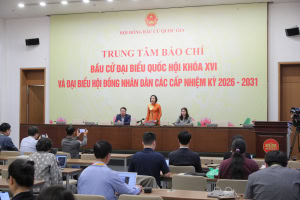 HỘI ĐỒNG BẦU CỬ QUỐC GIA
TRUNG TÂM BÁO CHÍ
BẦU CỬ ĐẠI BIỂU QUỐC HỘI KHÓA XVI
VÀ ĐẠI BIỂU HỘI ĐỒNG NHÂN DÂN CÁC CẤP NHIỆM KỲ 2026 - 2031